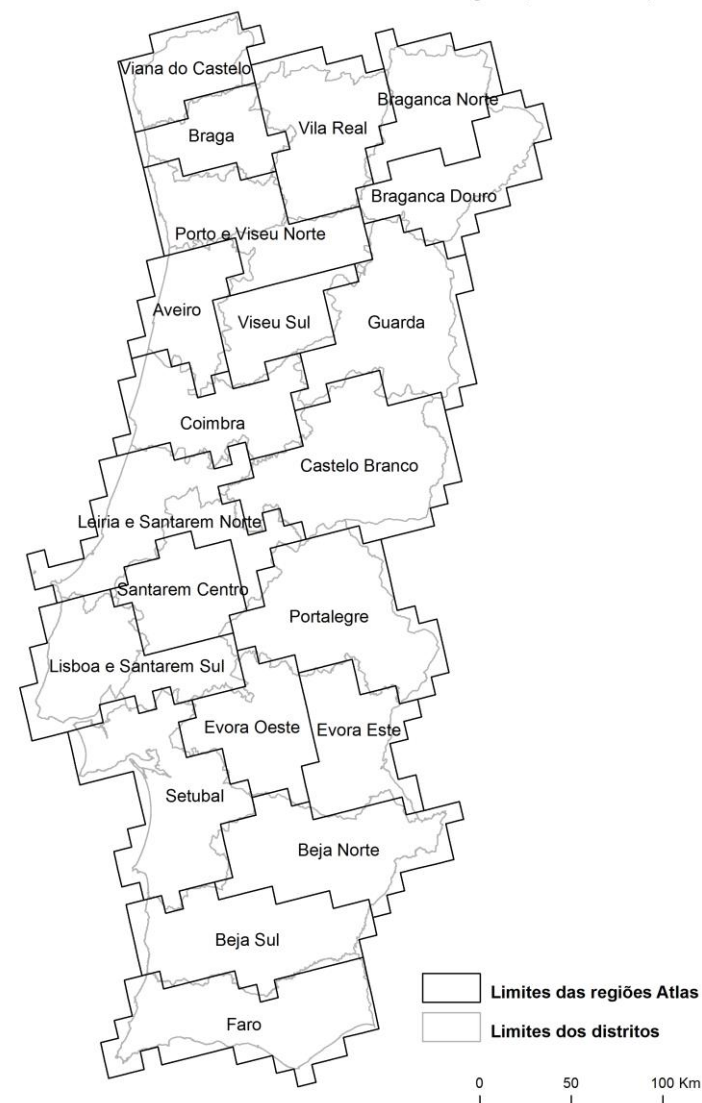 Viana do Castelo
Braganca Norte
Braga
Vila Real
Braganca Douro
Porto e Viseu Norte
Aveiro
Viseu Sul
Guarda
Coimbra
Castelo Branco
Leiria e Santarem Norte
Santarem Centro
Portalegre
Lisboa e Santarem Sul
Evora Oeste
Evora Este
Setubal
Beja Norte
Beja Sul
Faro
Limites das regiões Atlas
Limites dos distritos
0 50 100 Km